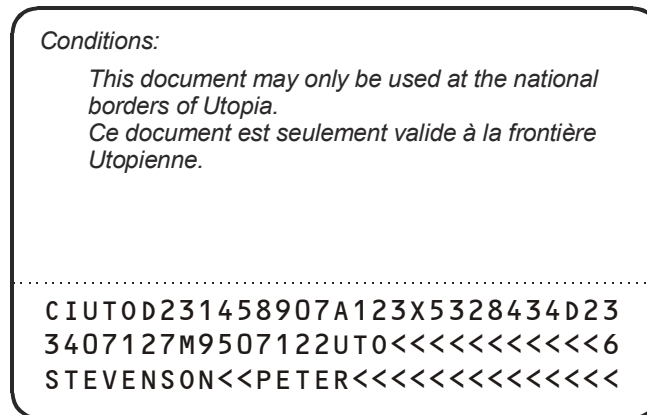 Conditions:
This document may only be used at the national
borders of Utopia.
Ce document est seulement valide à la frontière
Utopienne.
CIUTOD231458907A123X5328434D23
3407127M9507122UTO<<<<<<<<<<<6
STEVENSON<<PETER<<<<<<<<<<<<<<